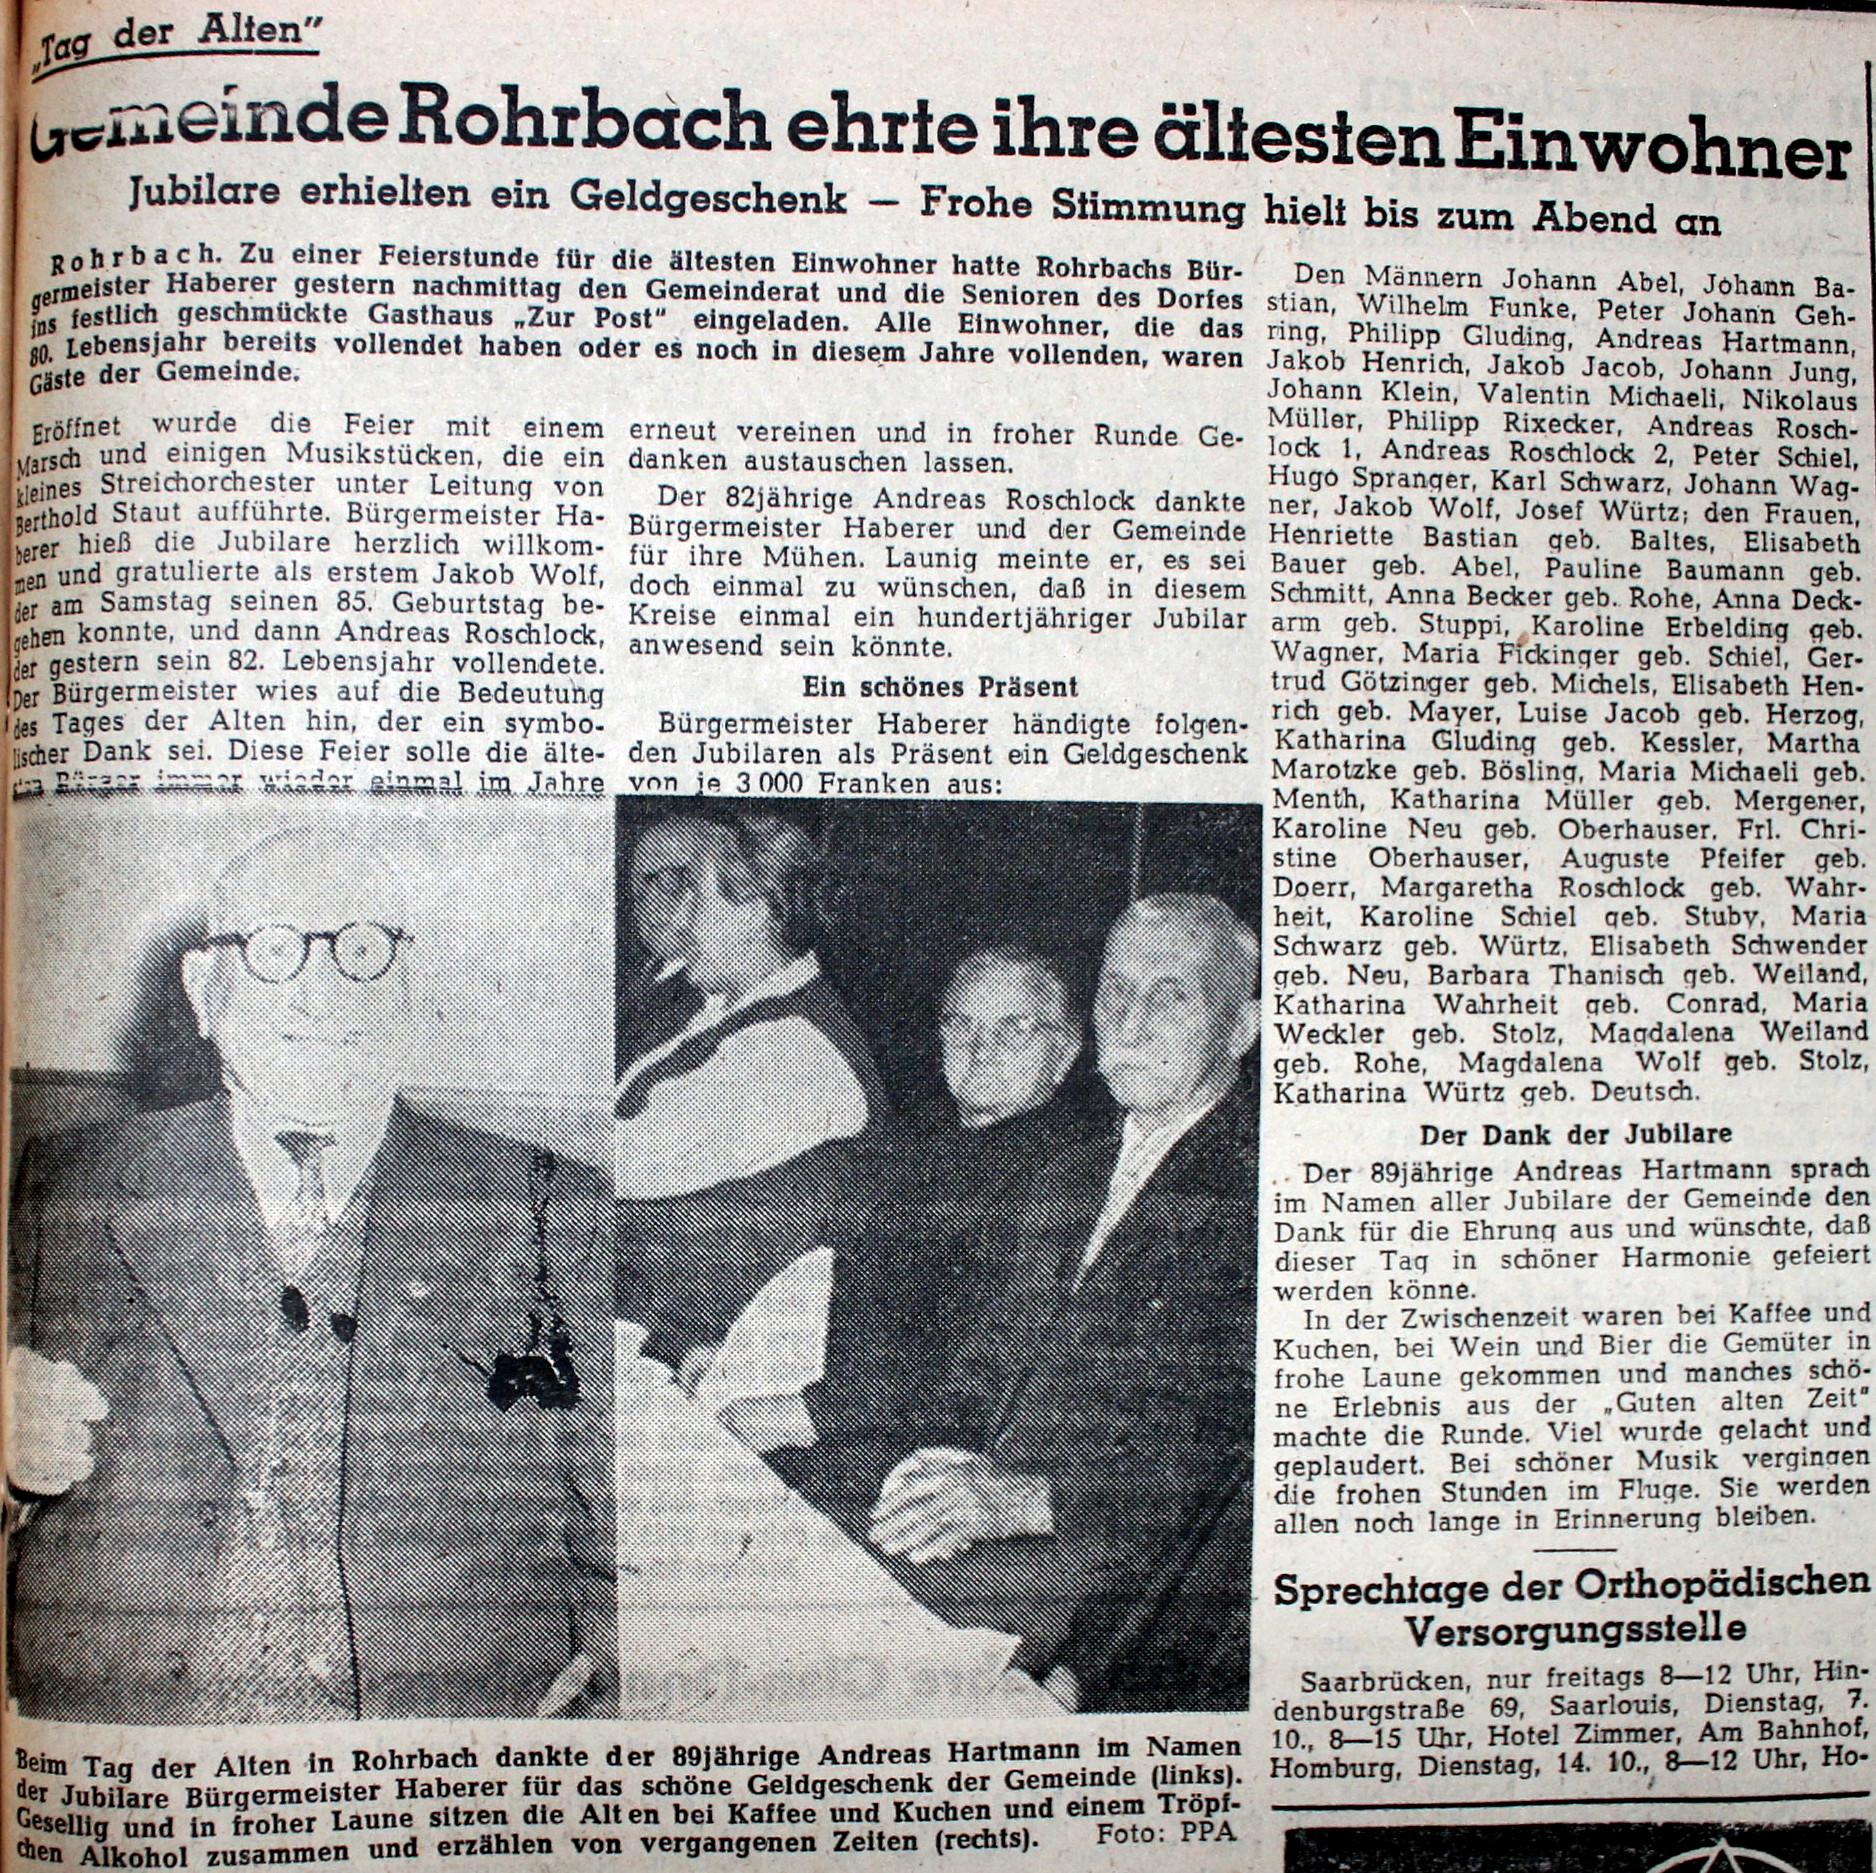 „Tag der Alten“
Gemeinde Rohrbach ehrte ihre ältesten Einwohner
Jubilare erhielten ein Geldgeschenk — Frohe Stimmung hielt bis zum Abend an
Rohrbach. Zu einer Feierstunde für die ältesten Einwohner hatte Rohrbachs Bür-
germeister Haberer gestern nachmittag den Gemeinderat und die Senioren des Dorfes
ins festlich geschmückte Gasthaus „Zur Post“ eingeladen. Alle Einwohner, die das
80. Lebensjahr bereits vollendet haben oder es noch in diesem Jahre vollenden, waren
Gäste der Gemeinde.
Eröffnet wurde die Feier mit einem
Marsch und einigen Musikstücken, die ein
kleines Streichorchester unter Leitung von
Berthold Staut aufführte. Bürgermeister Ha-
berer hieß die Jubilare herzlich willkom-
men und gratulierte als erstem Jakob Wolf,
der am Samstag seinen 85. Geburtstag be-
gehen konnte, und dann Andreas Roschlock,
der gestern sein 82. Lebensjahr vollendete.
Der Bürgermeister wies auf die Bedeutung
des Tages der Alten hin, der ein symbo-
lischer Dank sei. Diese Feier solle die älte-
sten Bürger immer wieder einmal im Jahre
erneut vereinen und in froher Runde Ge-
danken austauschen lassen.
Der 82jährige Andreas Roschlock dankte
Bürgermeister Haberer und der Gemeinde
für ihre Mühen. Launig meinte er, es sei
doch einmal zu wünschen, daß in diesem
Kreise einmal ein hundertjähriger Jubilar
anwesend sein könnte.
Ein schönes Präsent
Bürgermeister Haberer händigte folgen-
den Jubilaren als Präsent ein Geldgeschenk
von je 3 000 Franken aus:
Den Männern Johann Abel, Johann Ba-
stian, Wilhelm Funke, Peter Johann Geh-
ring, Philipp Gluding, Andreas Hartmann,
Jakob Henrich, Jakob Jacob, Johann Jung,
Johann Klein, Valentin Michaeli, Nikolaus
Müller, Philipp Rixecker, Andreas Rosch-
lock 1, Andreas Roschlock 2, Peter Schiel,
Hugo Spranger, Karl Schwarz, Johann Wag-
ner, Jakob Wolf, Josef Würtz; den Frauen,
Henriette Bastian geb. Baltes, Elisabeth
Bauer geb. Abel, Pauline Baumann geb.
Schmitt, Anna Becker geb. Rohe, Anna Deck-
arm geb. Stuppi, Karoline Erbelding geb.
Wagner, Maria Fickinger geb. Schiel, Ger-
trud Götzinger geb. Michels, Elisabeth Hen-
rich geb. Mayer, Luise Jacob geb. Herzog,
Katharina Gluding geb. Kessler, Martha
Marotzke geb. Bösling, Maria Michaeli geb.
Menth, Katharina Müller geb. Mergener,
Karoline Neu geb. Oberhauser, Frl. Chri-
stine Oberhauser, Auguste Pfeifer geb.
Doerr, Margaretha Roschlock geb. Wahr-
heit, Karoline Schiel geb. Stuby, Maria
Schwarz geb. Würtz, Elisabeth Schwender
geb. Neu, Barbara Thanisch geb. Weiland,
Katharina Wahrheit geb. Conrad, Maria
Weckler geb. Stolz, Magdalena Weiland
geb. Rohe, Magdalena Wolf geb. Stolz,
Katharina Würtz geb. Deutsch.
Der Dank der Jubilare
Der 89jährige Andreas Hartmann sprach
im Namen aller Jubilare der Gemeinde den
Dank für die Ehrung aus und wünschte, daß
dieser Tag in schöner Harmonie gefeiert
werden könne.
In der Zwischenzeit waren bei Kaffee und
Kuchen, bei Wein und Bier die Gemüter in
frohe Laune gekommen und manches schö-
ne Erlebnis aus der „Guten alten Zeit“
machte die Runde. Viel wurde gelacht und
geplaudert. Bei schöner Musik vergingen
die frohen Stunden im Fluge. Sie werden
allen noch lange in Erinnerung bleiben.
Sprechtage der Orthopädischen
Versorgungsstelle
Saarbrücken, nur freitags 8—12 Uhr, Hin-
denburgstraße 69, Saarlouis, Dienstag, 7.
10., 8—15 Uhr, Hotel Zimmer, Am Bahnhof,
Homburg, Dienstag, 14. 10., 8—12 Uhr, Ho-
Beim Tag der Alten in Rohrbach dankte der 89jährige Andreas Hartmann im Namen
der Jubilare Bürgermeister Haberer für das schöne Geldgeschenk der Gemeinde (links).
Gesellig und in froher Laune sitzen die Alten bei Kaffee und Kuchen und einem Tröpf-
chen Alkohol zusammen und erzählen von vergangenen Zeiten (rechts). Foto: PPA